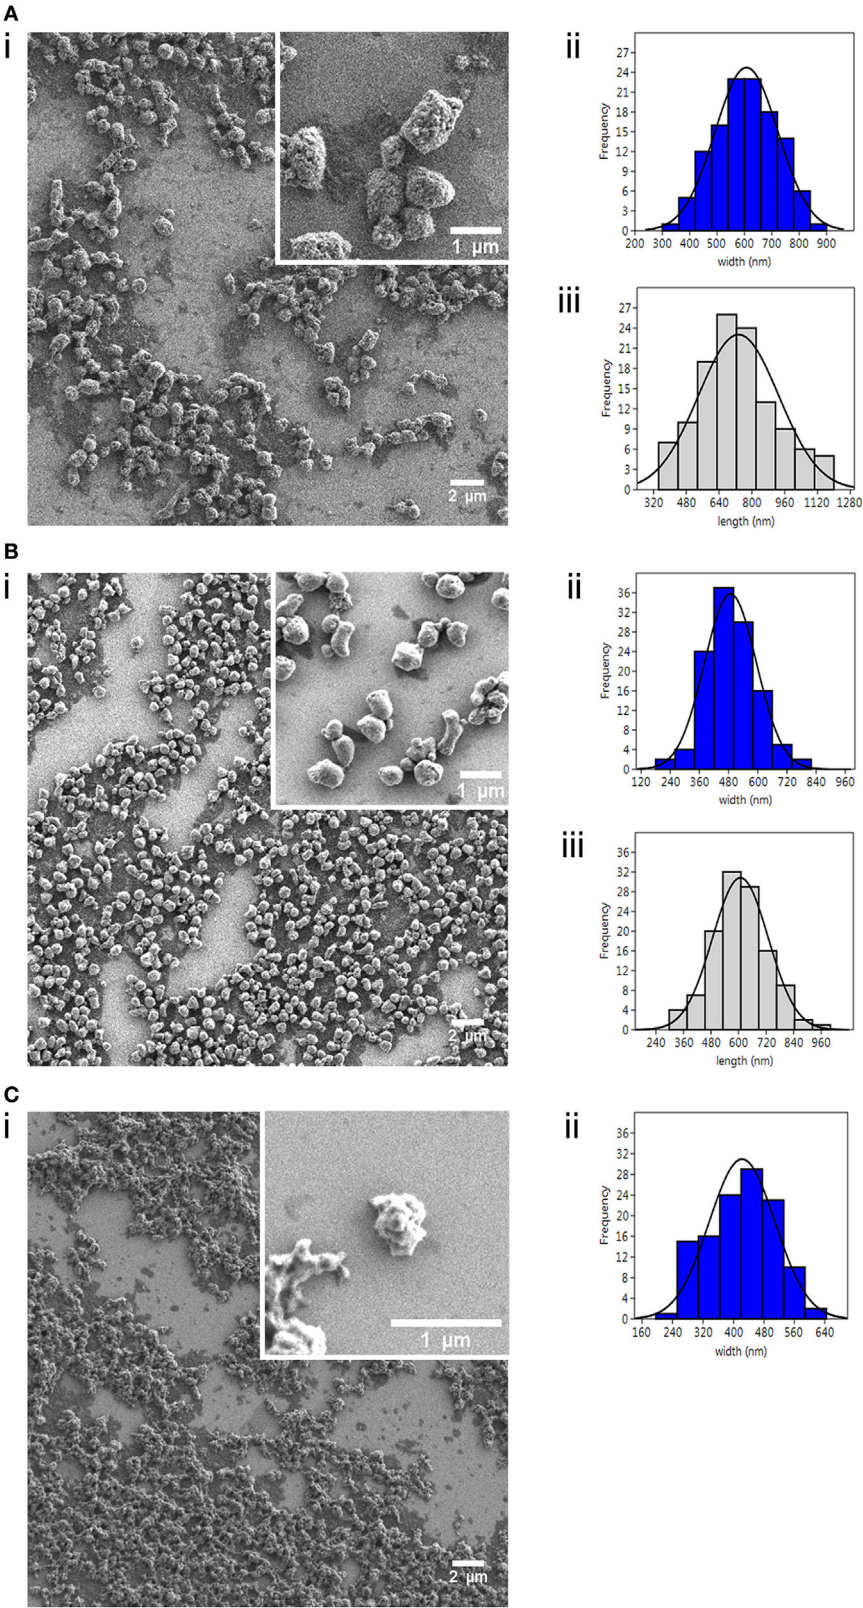 A
i
1 µm
2 µm
ii
Frequency
27
24
21
18
15
12
9
6
3
0
200 300 400 500 600 700 800 900
width (nm)
iii
Frequency
27
24
21
18
15
12
9
6
3
0
320 480 640 800 960 1120 1280
length (nm)
B
i
1 µm
2 µm
ii
Frequency
36
32
28
24
20
16
12
8
4
0
120 240 360 480 600 720 840 960
width (nm)
iii
Frequency
36
32
28
24
20
16
12
8
4
0
240 360 480 600 720 840 960
length (nm)
C
i
1 µm
2 µm
ii
Frequency
36
32
28
24
20
16
12
8
4
0
160 240 320 400 480 560 640
width (nm)